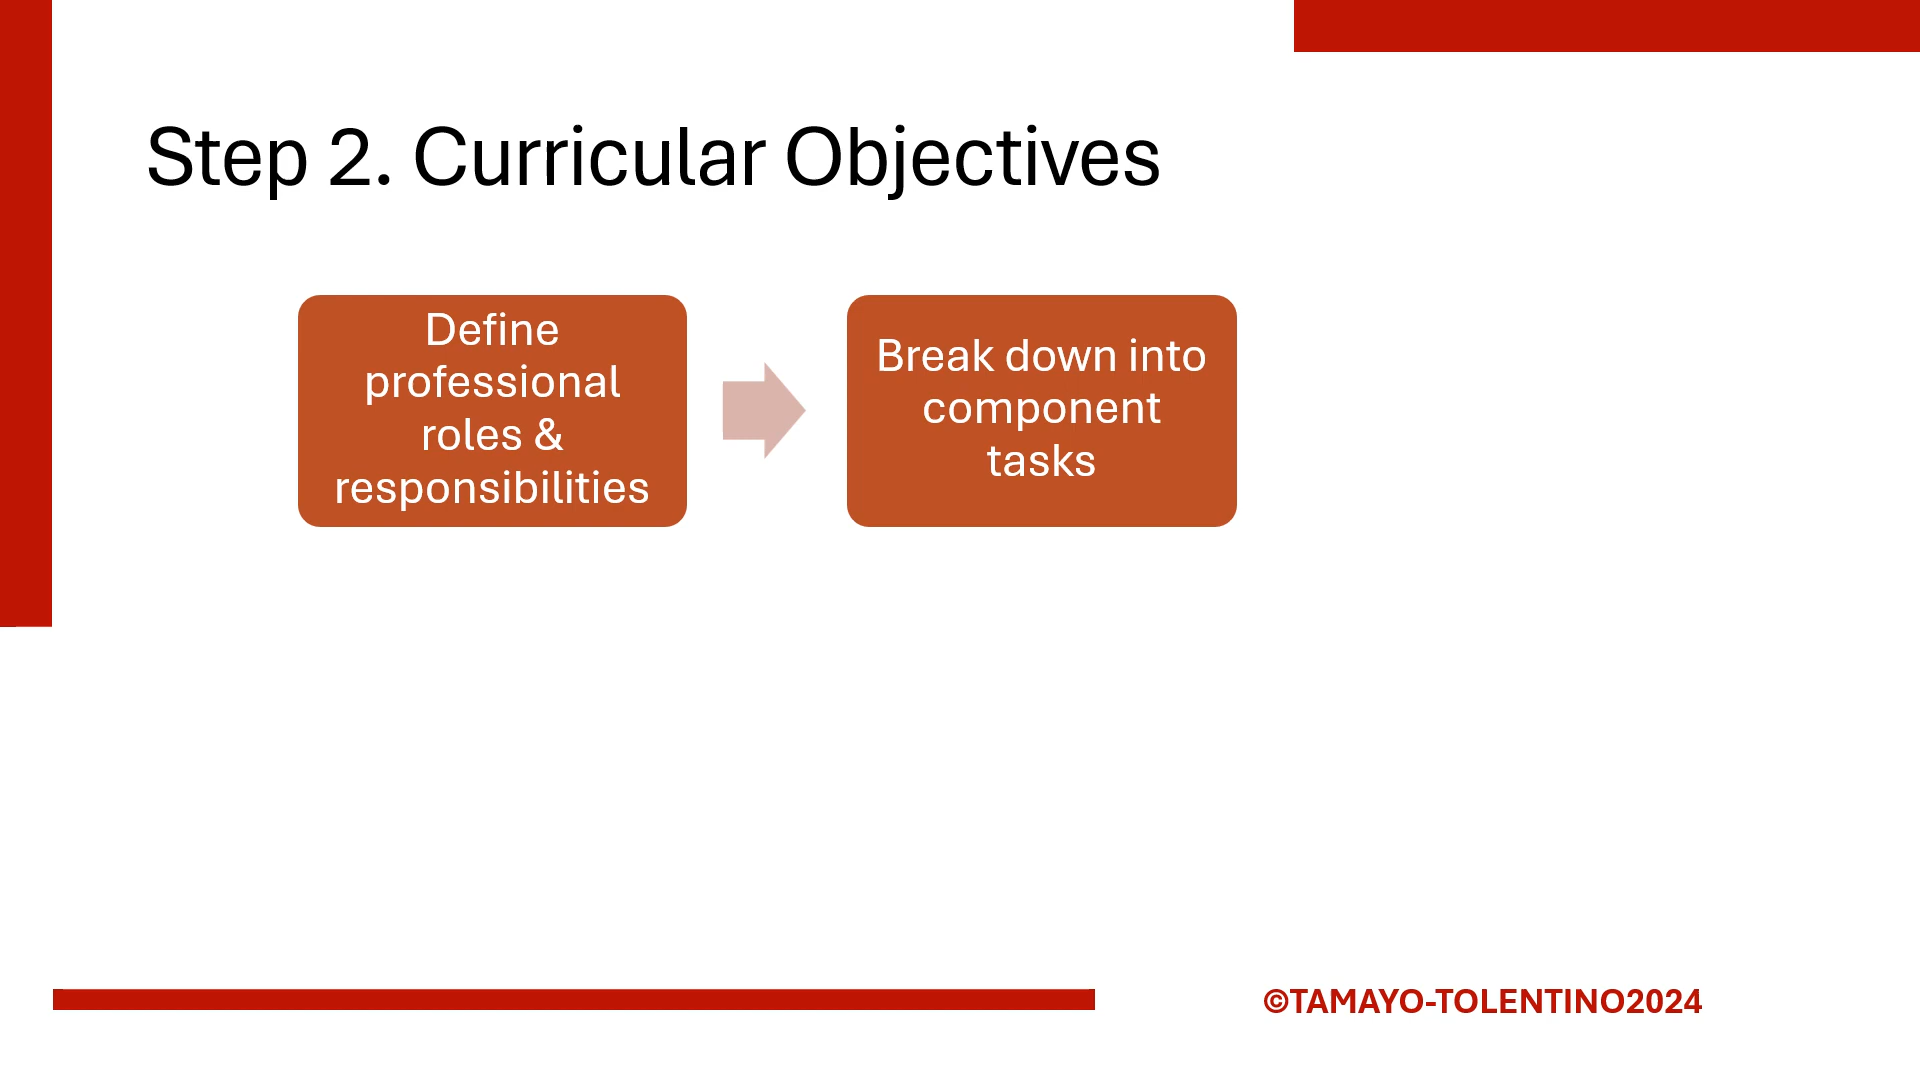 Step 2. Curricular Objectives
Define
professional
roles &
responsibilities
Break down into
component
tasks
©TAMAYO-TOLENTINO2024